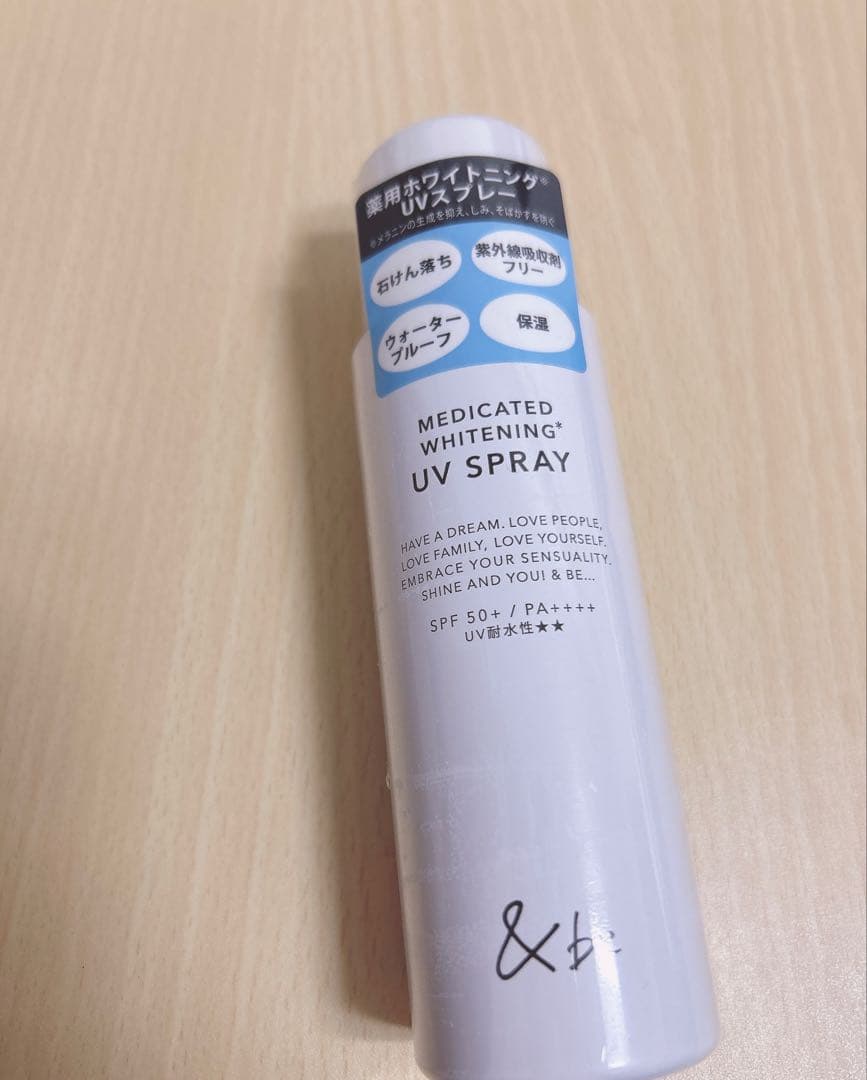 薬用ホワイトニング※
UVスプレー
※メラニンの生成を抑え、しみ、そばかすを防ぐ
石けん落ち
紫外線吸収剤
フリー
ウォーター
プルーフ
保湿
MEDICATED
WHITENING*
UV SPRAY
HAVE A DREAM. LOVE PEOPLE,
LOVE FAMILY, LOVE YOURSELF.
EMBRACE YOUR SENSUALITY.
SHINE AND YOU! & BE...
SPF 50+ / PA++++
UV耐水性★★
&be